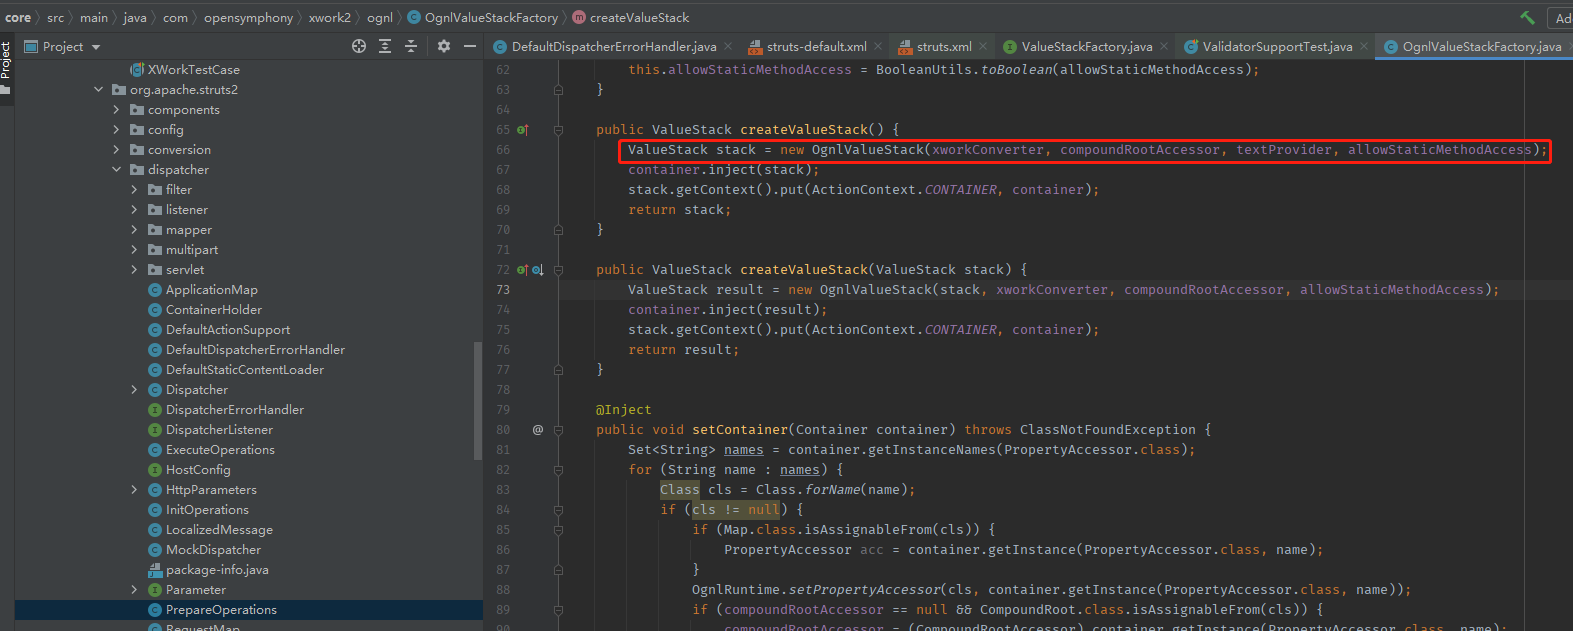 core src main java com opensymphony xwork2 ognl OgnlValueStackFactory createValueStack Ad
Project
Project
DefaultDispatcherErrorHandler.java struts-default.xml struts.xml ValueStackFactory.java ValidatorSupportTest.java OgnlValueStackFactory.java
XWorkTestCase
org.apache.struts2
components
config
conversion
dispatcher
filter
listener
mapper
multipart
servlet
ApplicationMap
ContainerHolder
DefaultActionSupport
DefaultDispatcherErrorHandler
DefaultStaticContentLoader
Dispatcher
DispatcherErrorHandler
DispatcherListener
ExecuteOperations
HostConfig
HttpParameters
InitOperations
LocalizedMessage
MockDispatcher
package-info.java
Parameter
PrepareOperations
RequestMap
62 this.allowStaticMethodAccess = BooleanUtils.toBoolean(allowStaticMethodAccess);
63 }
64
65 public ValueStack createValueStack() {
66 ValueStack stack = new OgnlValueStack(xworkConverter, compoundRootAccessor, textProvider, allowStaticMethodAccess);
67 container.inject(stack);
68 stack.getContext().put(ActionContext.CONTAINER, container);
69 return stack;
70 }
71
72 public ValueStack createValueStack(ValueStack stack) {
73 ValueStack result = new OgnlValueStack(stack, xworkConverter, compoundRootAccessor, allowStaticMethodAccess);
74 container.inject(result);
75 stack.getContext().put(ActionContext.CONTAINER, container);
76 return result;
77 }
78
79 @Inject
80 @ public void setContainer(Container container) throws ClassNotFoundException {
81 Set<String> names = container.getInstanceNames(PropertyAccessor.class);
82 for (String name : names) {
83 Class cls = Class.forName(name);
84 if (cls != null) {
85 if (Map.class.isAssignableFrom(cls)) {
86 PropertyAccessor acc = container.getInstance(PropertyAccessor.class, name);
87 }
88 OgnlRuntime.setPropertyAccessor(cls, container.getInstance(PropertyAccessor.class, name));
89 if (compoundRootAccessor == null && CompoundRoot.class.isAssignableFrom(cls)) {
90 compoundRootAccessor = (CompoundRootAccessor) container.getInstance(PropertyAccessor.class, name);